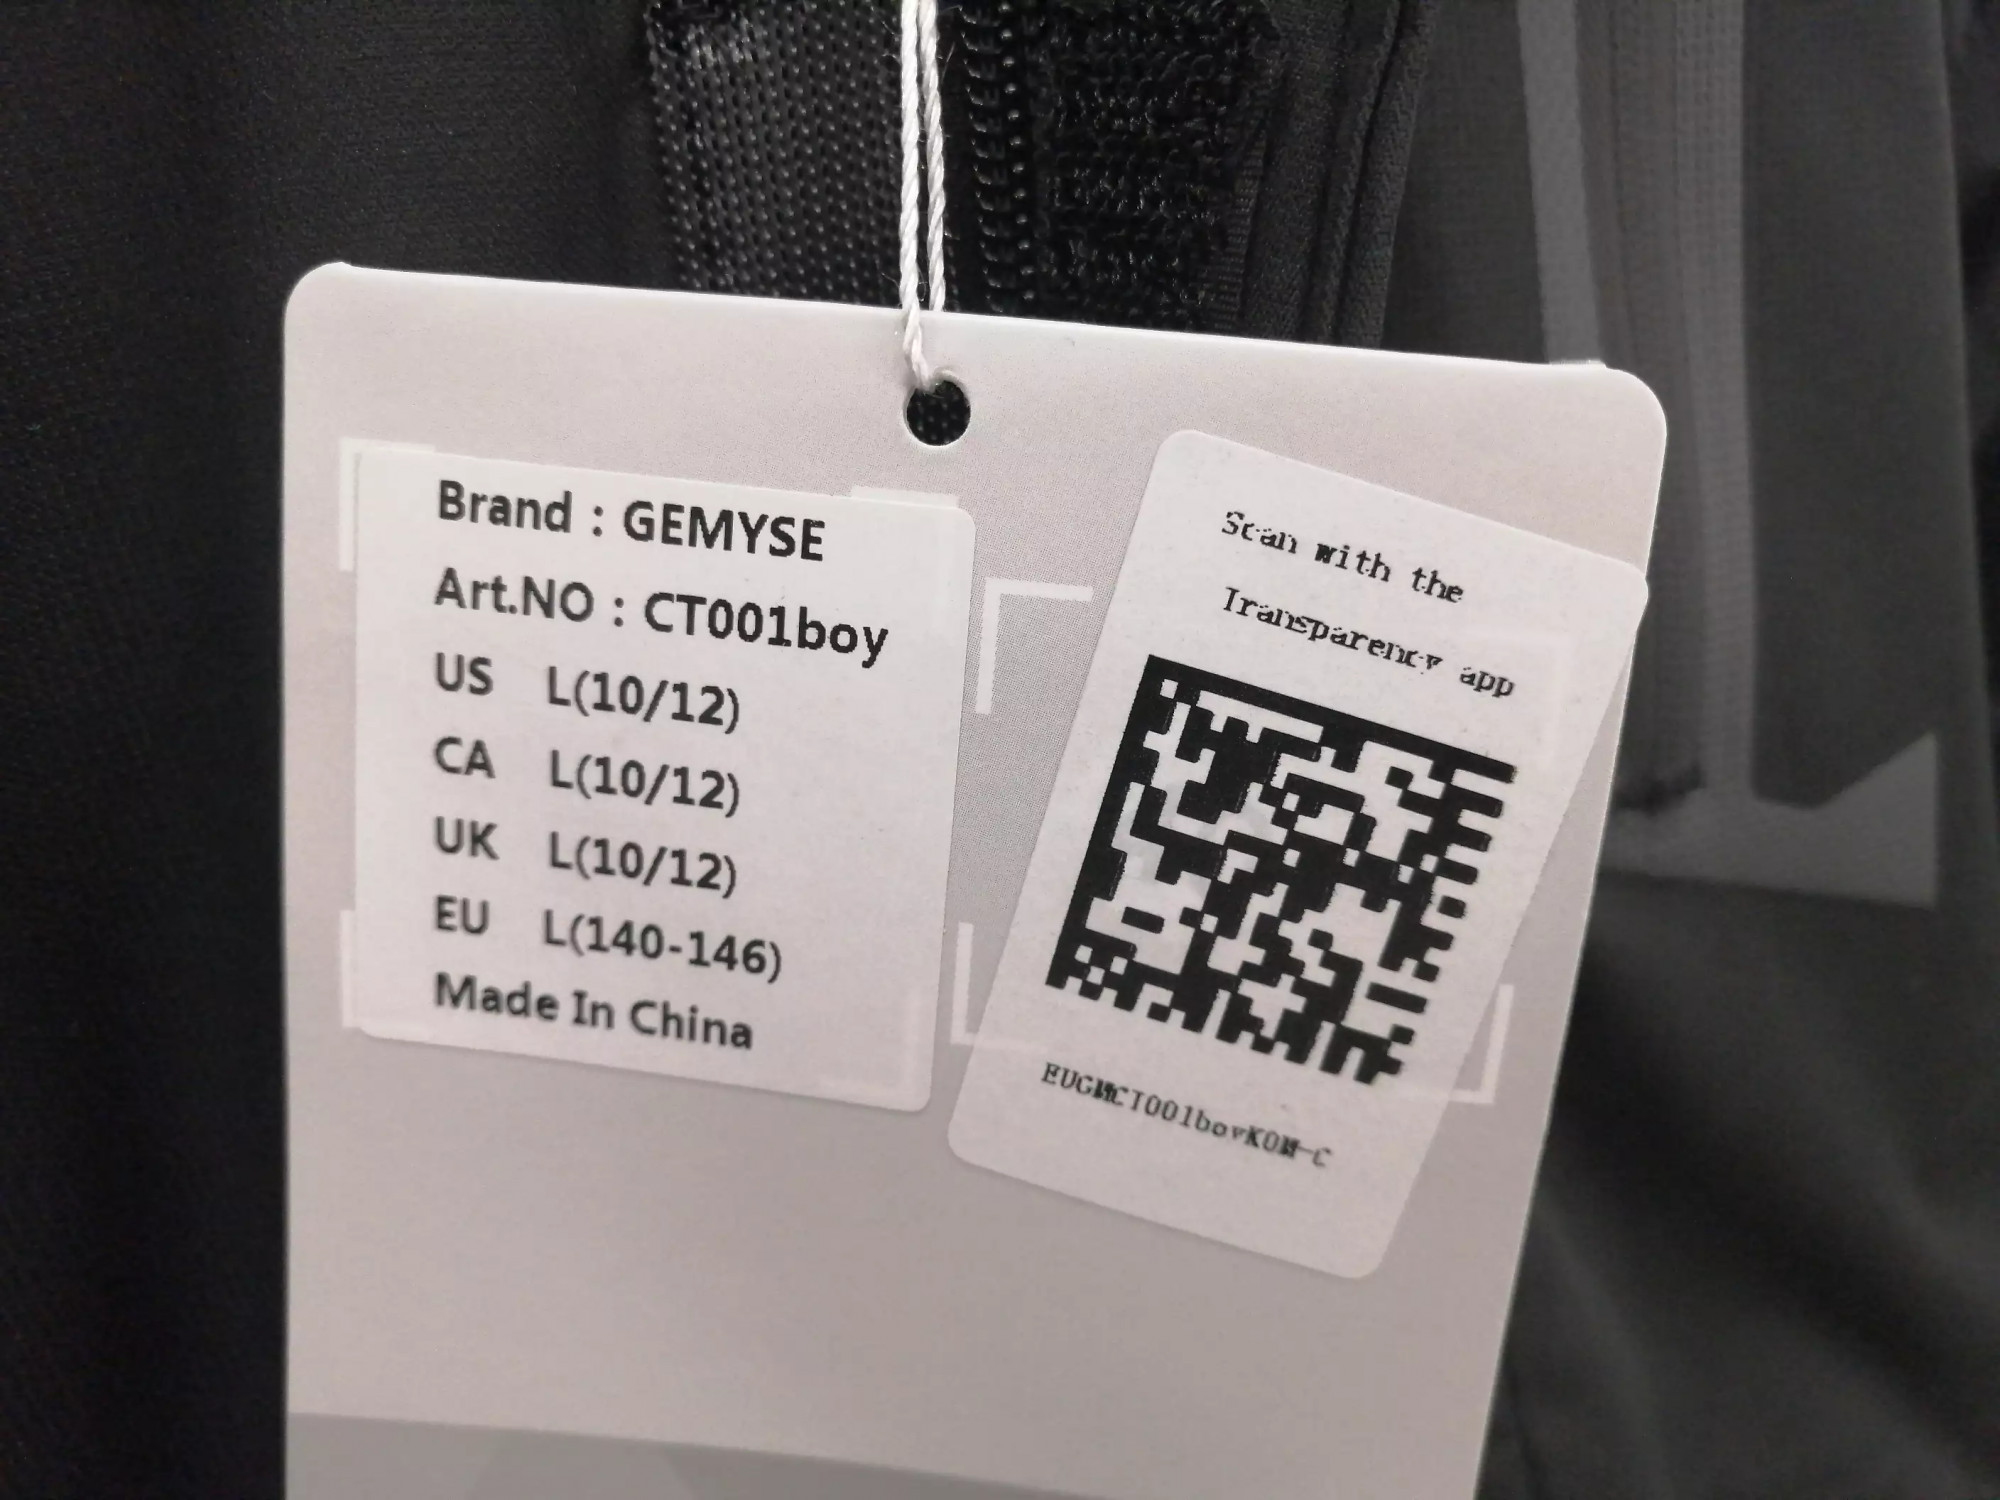 Brand : GEMYSE
Art.NO : CT001boy
US L(10/12)
CA L(10/12)
UK L(10/12)
EU L(140-146)
Made In China
Scan with the
Transparency app